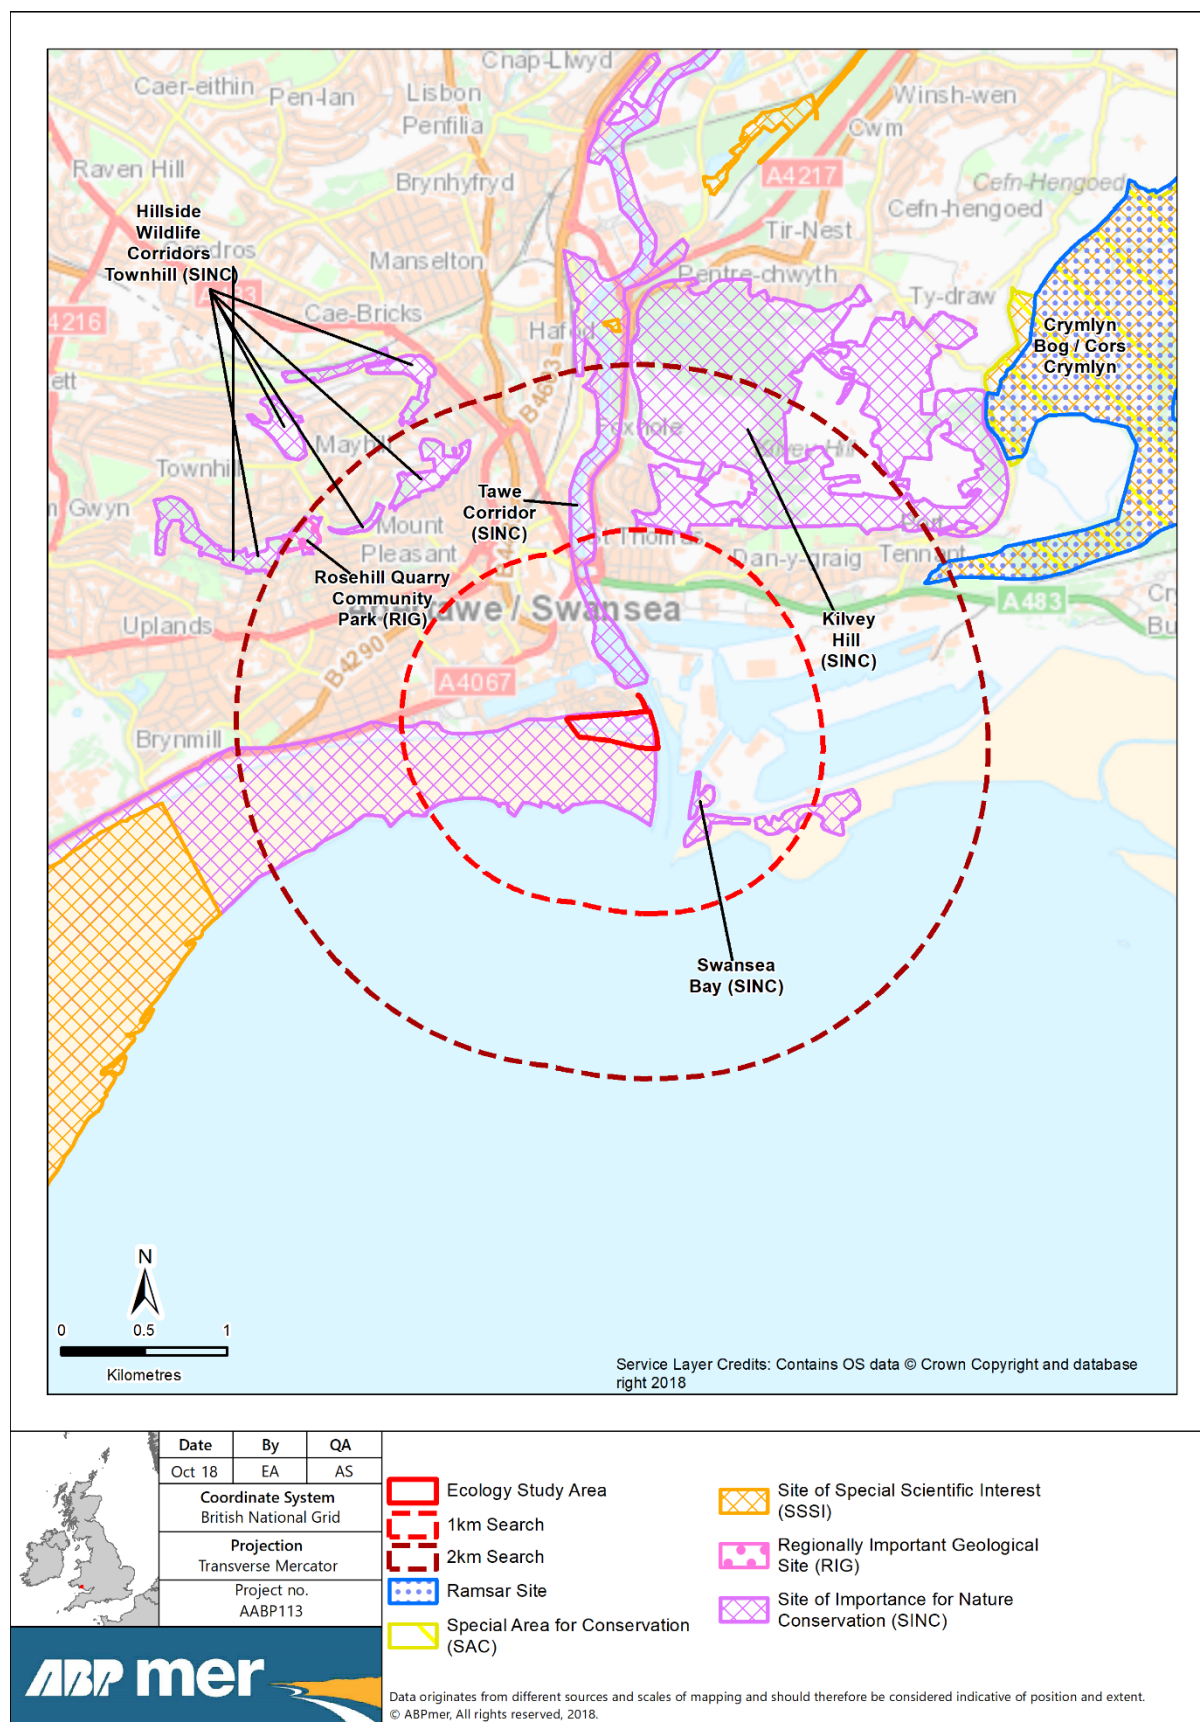 Cnap-Llwyd
Caer-eithin
Pen-lan
Lisbon
Penfilia
Winsh-wen
Cwm
Raven Hill
Brynhyfryd
A4217
Cefn-Hengoed
Cefn-hengoed
Hillside
Wildlife
Corridors
Townhill (SINC)
Tir-Nest
Manselton
Pentre-chwyth
Ty-draw
4216
Cae-Bricks
Hafod
Crymlyn
Bog / Cors
Crymlyn
ett
B4603
Foxhole
Kilvey Hill
Mayhill
Townhill
Tawe
Corridor
(SINC)
m Gwyn
Mount
Pleasant
St Thomas
Dan-y-graig
Tennant
Rosehill Quarry
Community
Park (RIG)
A483
Cry
Bu
Abertawe / Swansea
Uplands
Kilvey
Hill
(SINC)
B4290
A4067
Brynmill
Swansea
Bay (SINC)
N
0 0.5 1
Kilometres
Service Layer Credits: Contains OS data © Crown Copyright and database
right 2018
Date By QA
Oct 18 EA AS
Coordinate System
British National Grid
Projection
Transverse Mercator
Project no.
AABP113
ABP mer
Ecology Study Area
1km Search
2km Search
Ramsar Site
Special Area for Conservation
(SAC)
Site of Special Scientific Interest
(SSSI)
Regionally Important Geological
Site (RIG)
Site of Importance for Nature
Conservation (SINC)
Data originates from different sources and scales of mapping and should therefore be considered indicative of position and extent.
© ABPmer, All rights reserved, 2018.